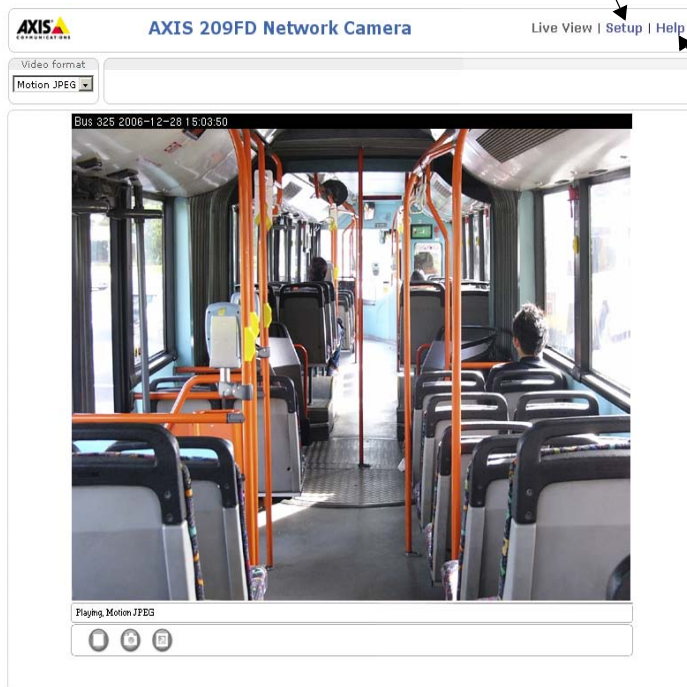 AXIS
COMMUNICATIONS
AXIS 209FD Network Camera
Live View | Setup | Help
Video format
Motion JPEG
Bus 325 2006-12-28 15:03:50
Playing, Motion JPEG